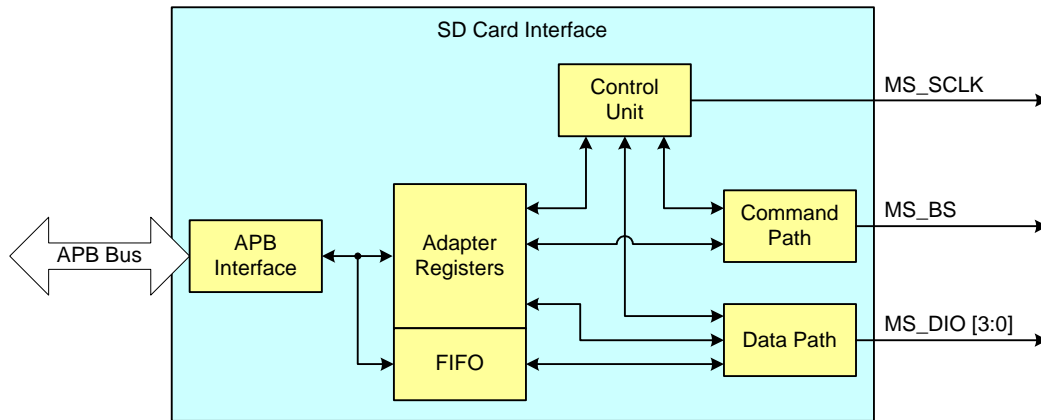 SD Card Interface
Control
Unit
MS_SCLK
APB Bus
APB
Interface
Adapter
Registers
FIFO
Command
Path
MS_BS
Data Path
MS_DIO [3:0]